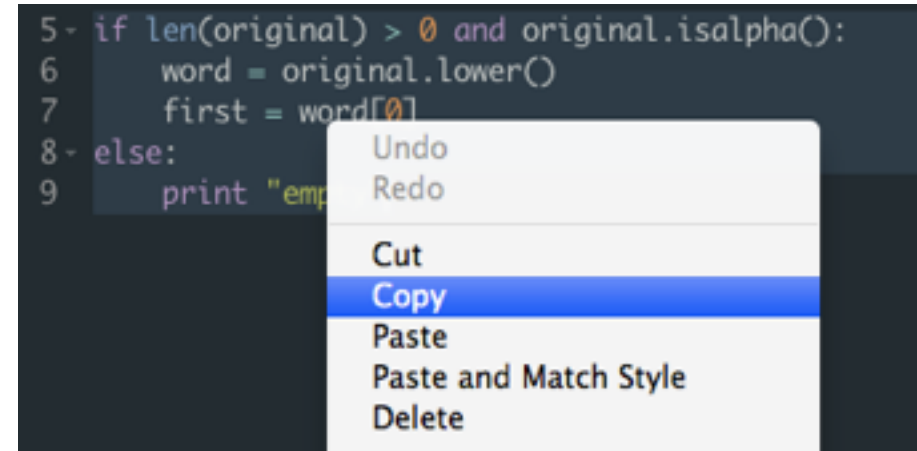 5 if len(original) > 0 and original.isalpha():
6 word = original.lower()
7 first = word[0]
8 else:
9 print "emp
Undo
Redo
Cut
Copy
Paste
Paste and Match Style
Delete